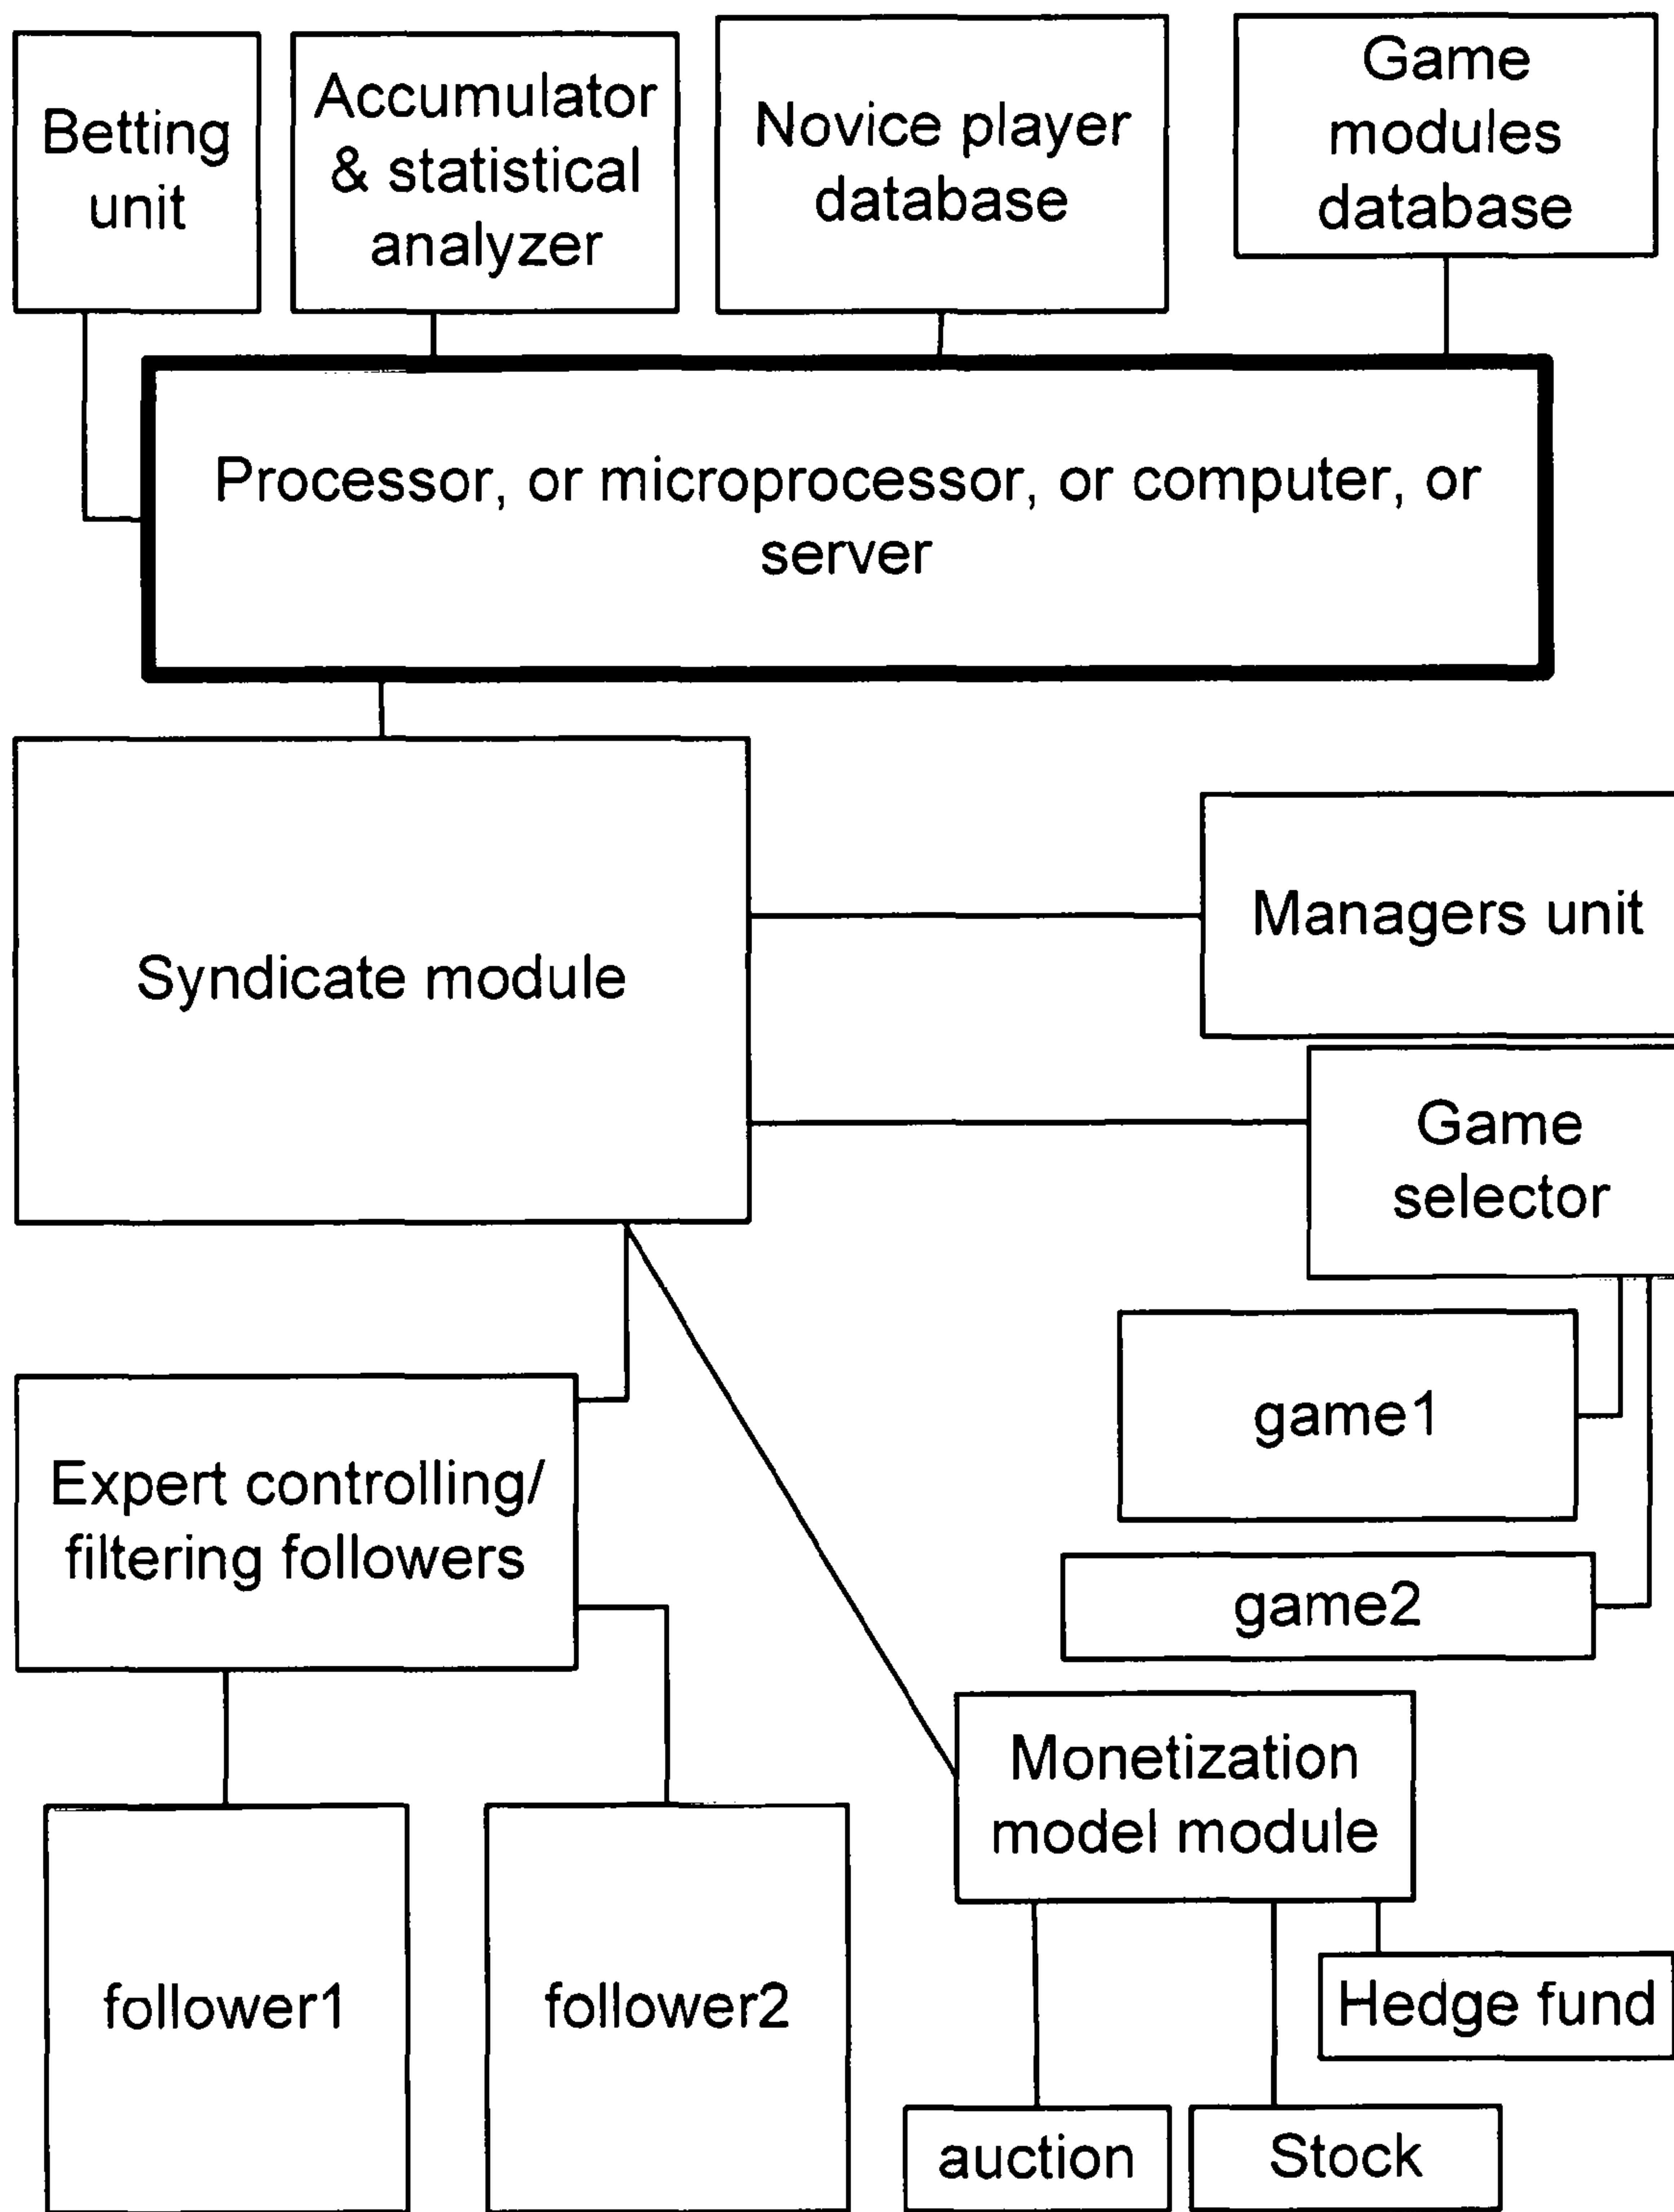 Betting
unit
Accumulator
& statistical
analyzer
Novice player
database
Game
modules
database
Processor, or microprocessor, or computer, or
server
Syndicate module
Managers unit
Game
selector
game1
game2
Expert controlling/
filtering followers
Monetization
model module
follower1
follower2
Hedge fund
auction
Stock